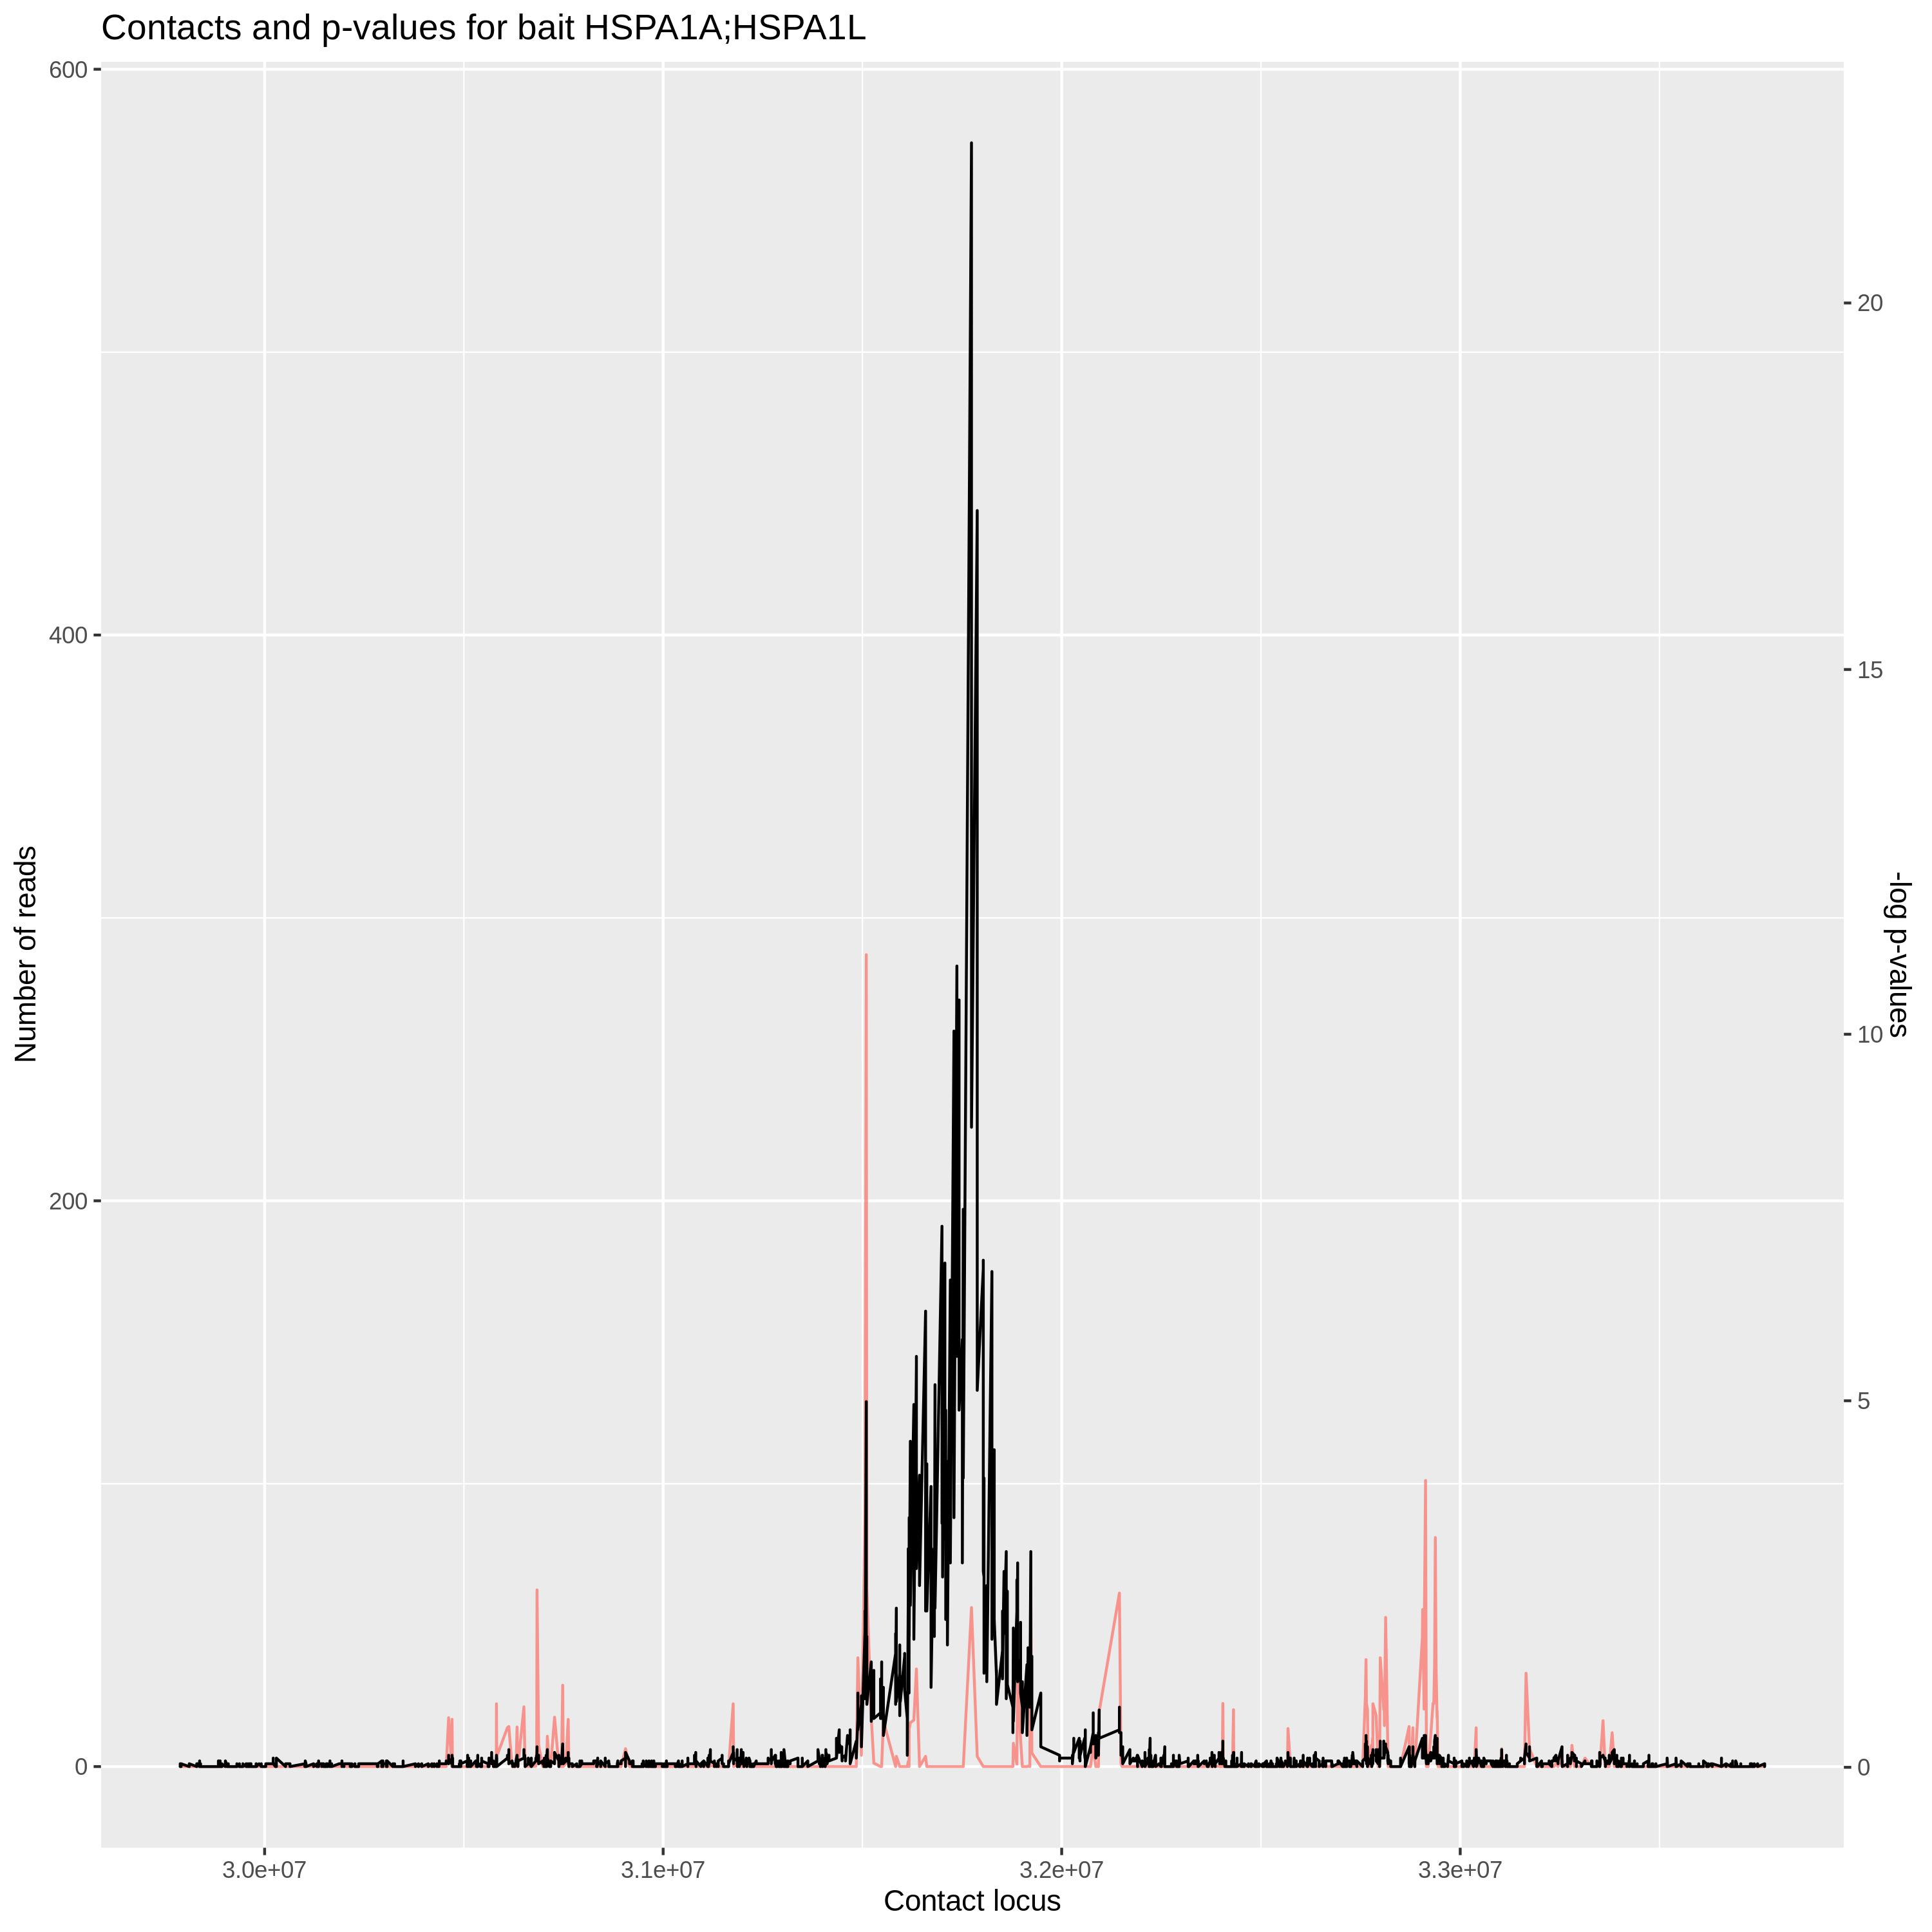 Contacts and p-values for bait HSPA1A;HSPA1L
600
400
200
0
Number of reads
20
15
10
5
0
-log p-values
3.0e+07
3.1e+07
3.2e+07
3.3e+07
Contact locus